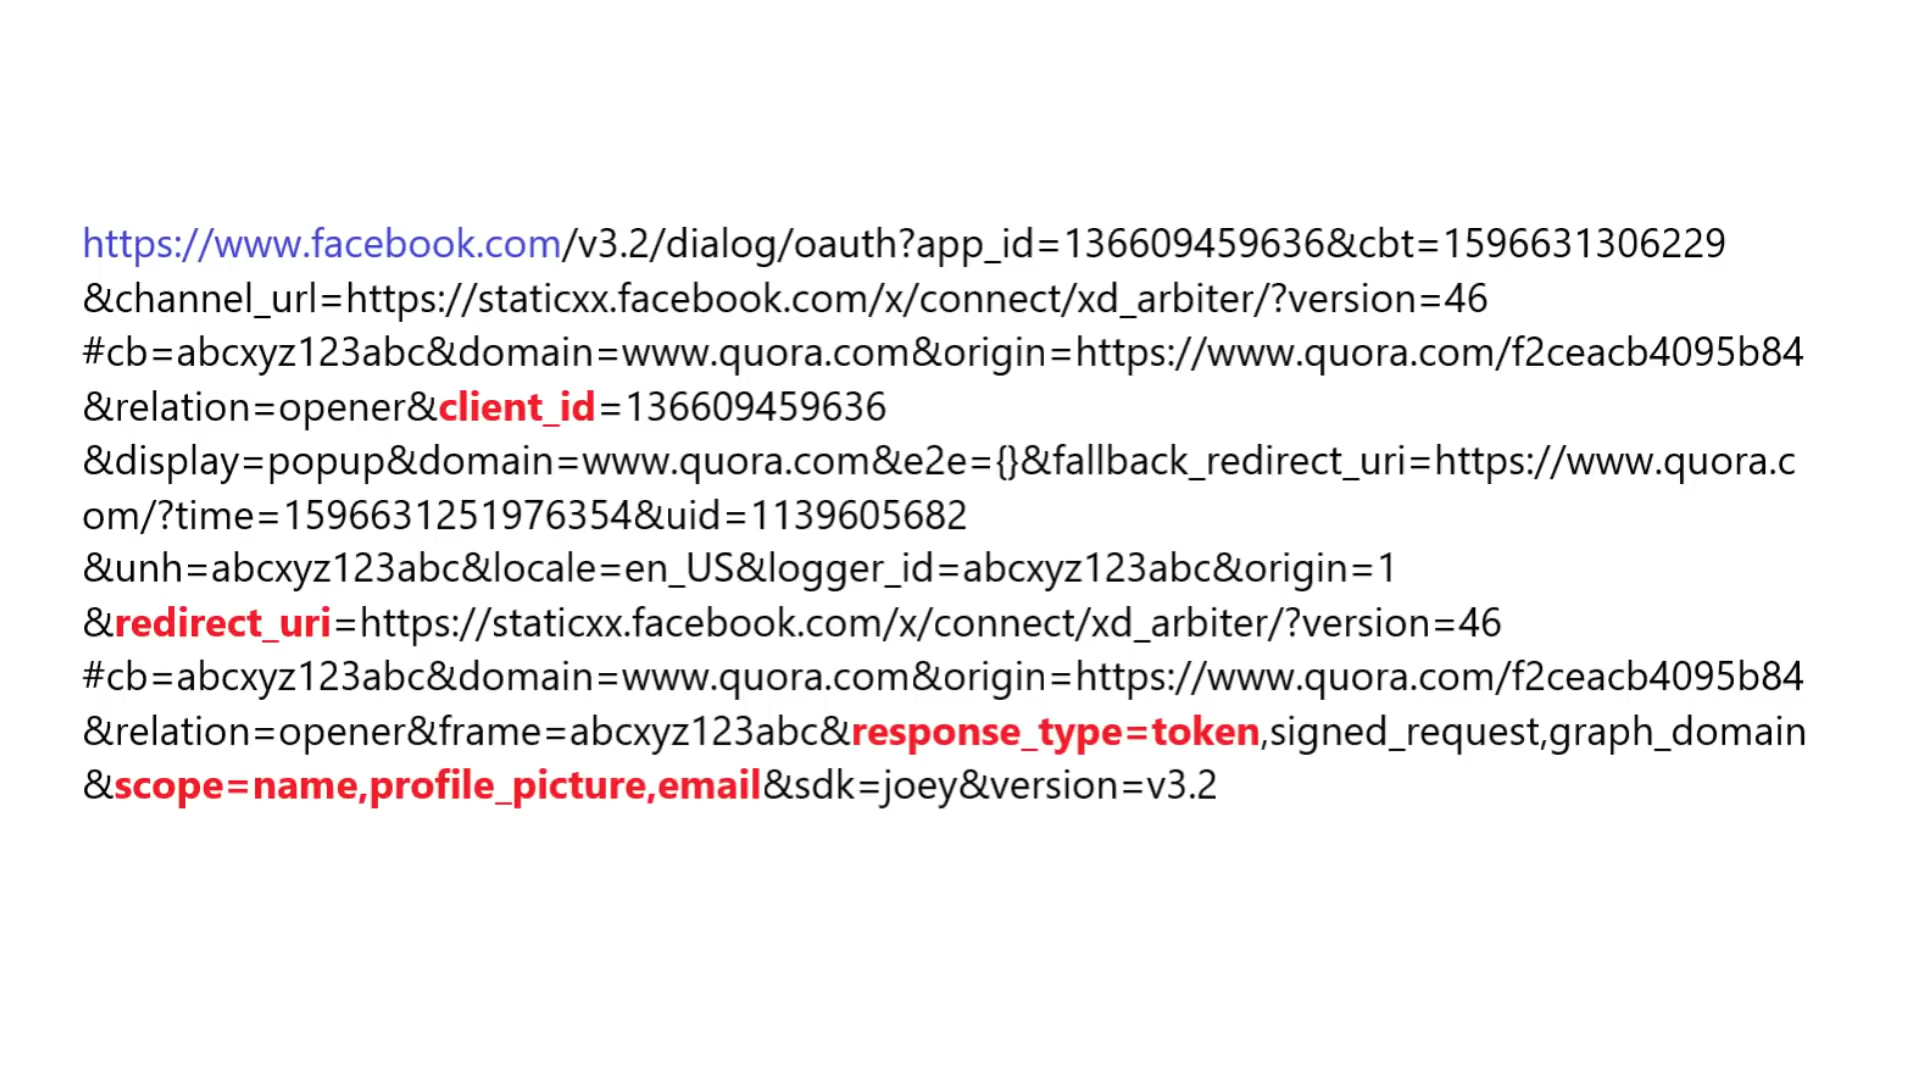 https://www.facebook.com/v3.2/dialog/oauth?app_id=136609459636&cbt=1596631306229
&channel_url=https://staticxx.facebook.com/x/connect/xd_arbiter/?version=46
#cb=abcxyz123abc&domain=www.quora.com&origin=https://www.quora.com/f2ceacb4095b84
&relation=opener&client_id=136609459636
&display=popup&domain=www.quora.com&e2e={}&fallback_redirect_uri=https://www.quora.c
om/?time=1596631251976354&uid=1139605682
&unh=abcxyz123abc&locale=en_US&logger_id=abcxyz123abc&origin=1
&redirect_uri=https://staticxx.facebook.com/x/connect/xd_arbiter/?version=46
#cb=abcxyz123abc&domain=www.quora.com&origin=https://www.quora.com/f2ceacb4095b84
&relation=opener&frame=abcxyz123abc&response_type=token,signed_request,graph_domain
&scope=name,profile_picture,email&sdk=joey&version=v3.2